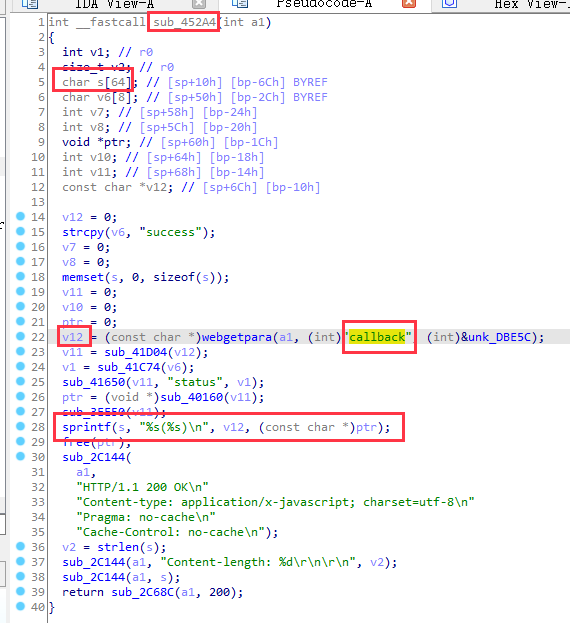 IDA View-A Pseudocode-A Hex View-1
1 int __fastcall sub_452A4(int a1)
2 {
3 int v1; // r0
4 size_t v2; // r0
5 char s[64]; // [sp+10h] [bp-6Ch] BYREF
6 char v6[8]; // [sp+50h] [bp-2Ch] BYREF
7 int v7; // [sp+58h] [bp-24h]
8 int v8; // [sp+5Ch] [bp-20h]
9 void *ptr; // [sp+60h] [bp-1Ch]
10 int v10; // [sp+64h] [bp-18h]
11 int v11; // [sp+68h] [bp-14h]
12 const char *v12; // [sp+6Ch] [bp-10h]
13
14 v12 = 0;
15 strcpy(v6, "success");
16 v7 = 0;
17 v8 = 0;
18 memset(s, 0, sizeof(s));
19 v11 = 0;
20 v10 = 0;
21 ptr = 0;
22 v12 = (const char *)webgetpara(a1, (int)"callback", (int)&unk_DBE5C);
23 v11 = sub_41D04(v12);
24 v1 = sub_41C74(v6);
25 sub_41650(v11, "status", v1);
26 ptr = (void *)sub_40160(v11);
27 sub_35E50(v11);
28 sprintf(s, "%s(%s)\n", v12, (const char *)ptr);
29 free(ptr);
30 sub_2C144(
31 a1,
32 "HTTP/1.1 200 OK\n"
33 "Content-type: application/x-javascript; charset=utf-8\n"
34 "Pragma: no-cache\n"
35 "Cache-Control: no-cache\n");
36 v2 = strlen(s);
37 sub_2C144(a1, "Content-length: %d\r\n\r\n", v2);
38 sub_2C144(a1, s);
39 return sub_2C68C(a1, 200);
40 }